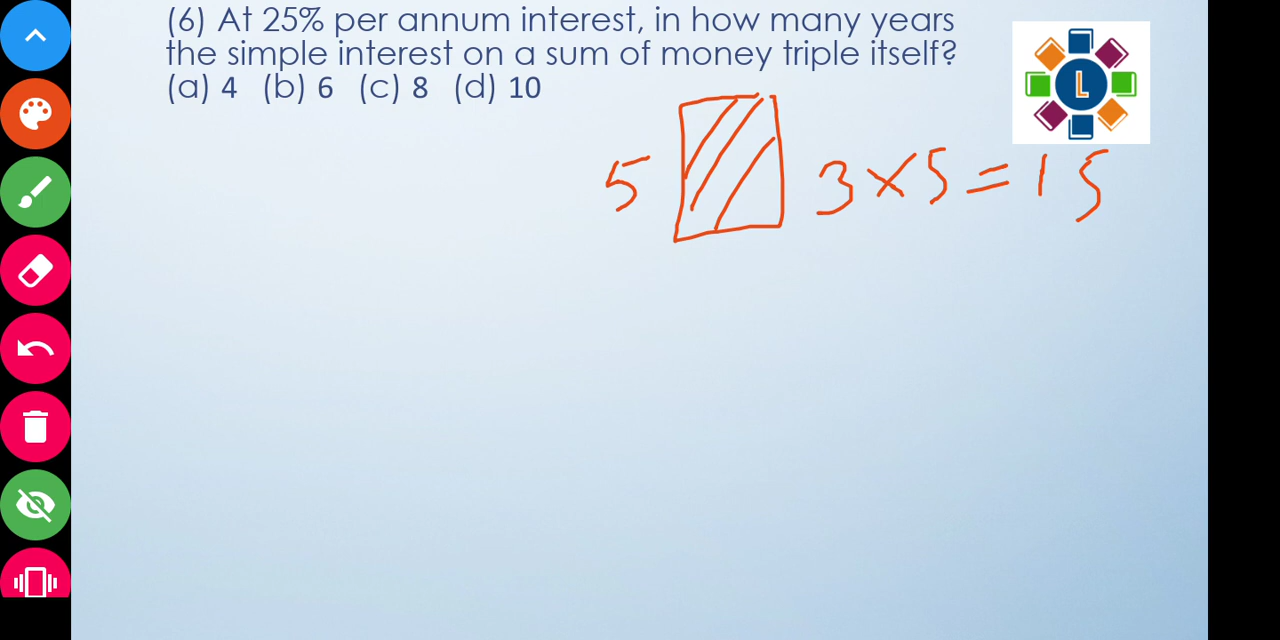 (6) At 25% per annum interest, in how many years
the simple interest on a sum of money triple itself?
(a) 4 (b) 6 (c) 8 (d) 10
5 3 × 5 = 15
L